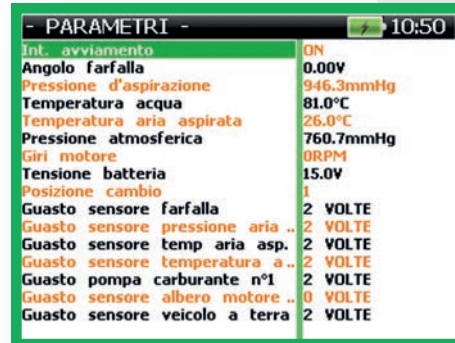 - PARAMETRI - 10:50
Int. avviamento ON
Angolo farfalla 0.00V
Pressione d'aspirazione 946.3mmHg
Temperatura acqua 81.0°C
Temperatura aria aspirata 26.0°C
Pressione atmosferica 760.7mmHg
Giri motore 0RPM
Tensione batteria 15.0V
Posizione cambio 1
Guasto sensore farfalla 2 VOLTE
Guasto sensore pressione aria .. 2 VOLTE
Guasto sensore temp aria asp. 2 VOLTE
Guasto sensore temperatura a .. 2 VOLTE
Guasto pompa carburante n°1 2 VOLTE
Guasto sensore albero motore .. 0 VOLTE
Guasto sensore veicolo a terra 2 VOLTE